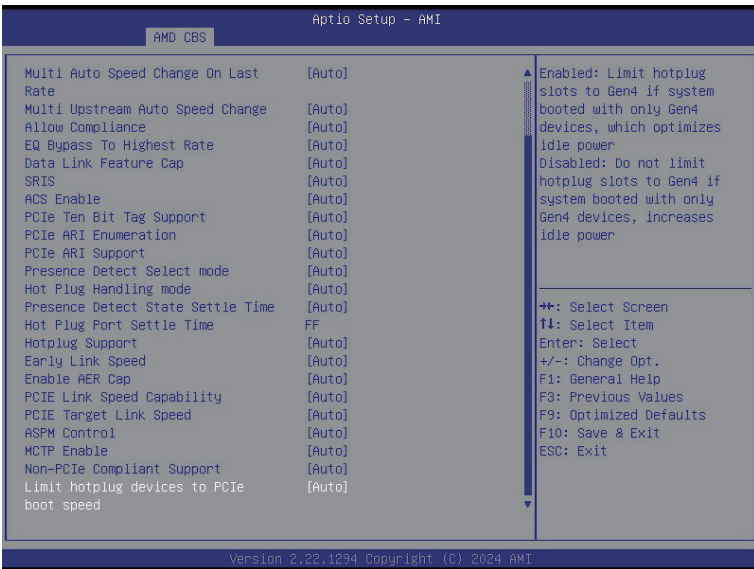 Aptio Setup – AMI
AMD CBS
Multi Auto Speed Change On Last [Auto]
Rate
Multi Upstream Auto Speed Change [Auto]
Allow Compliance [Auto]
EQ Bypass To Highest Rate [Auto]
Data Link Feature Cap [Auto]
SRIS [Auto]
ACS Enable [Auto]
PCIe Ten Bit Tag Support [Auto]
PCIe ARI Enumeration [Auto]
PCIe ARI Support [Auto]
Presence Detect Select mode [Auto]
Hot Plug Handling mode [Auto]
Presence Detect State Settle Time [Auto]
Hot Plug Port Settle Time FF
Hotplug Support [Auto]
Early Link Speed [Auto]
Enable AER Cap [Auto]
PCIE Link Speed Capability [Auto]
PCIE Target Link Speed [Auto]
ASPM Control [Auto]
MCTP Enable [Auto]
Non-PCIe Compliant Support [Auto]
Limit hotplug devices to PCIe [Auto]
boot speed
Enabled: Limit hotplug
slots to Gen4 if system
booted with only Gen4
devices, which optimizes
idle power
Disabled: Do not limit
hotplug slots to Gen4 if
system booted with only
Gen4 devices, increases
idle power
→←: Select Screen
↑↓: Select Item
Enter: Select
+/-: Change Opt.
F1: General Help
F3: Previous Values
F9: Optimized Defaults
F10: Save & Exit
ESC: Exit
Version 2.22.1294 Copyright (C) 2024 AMI